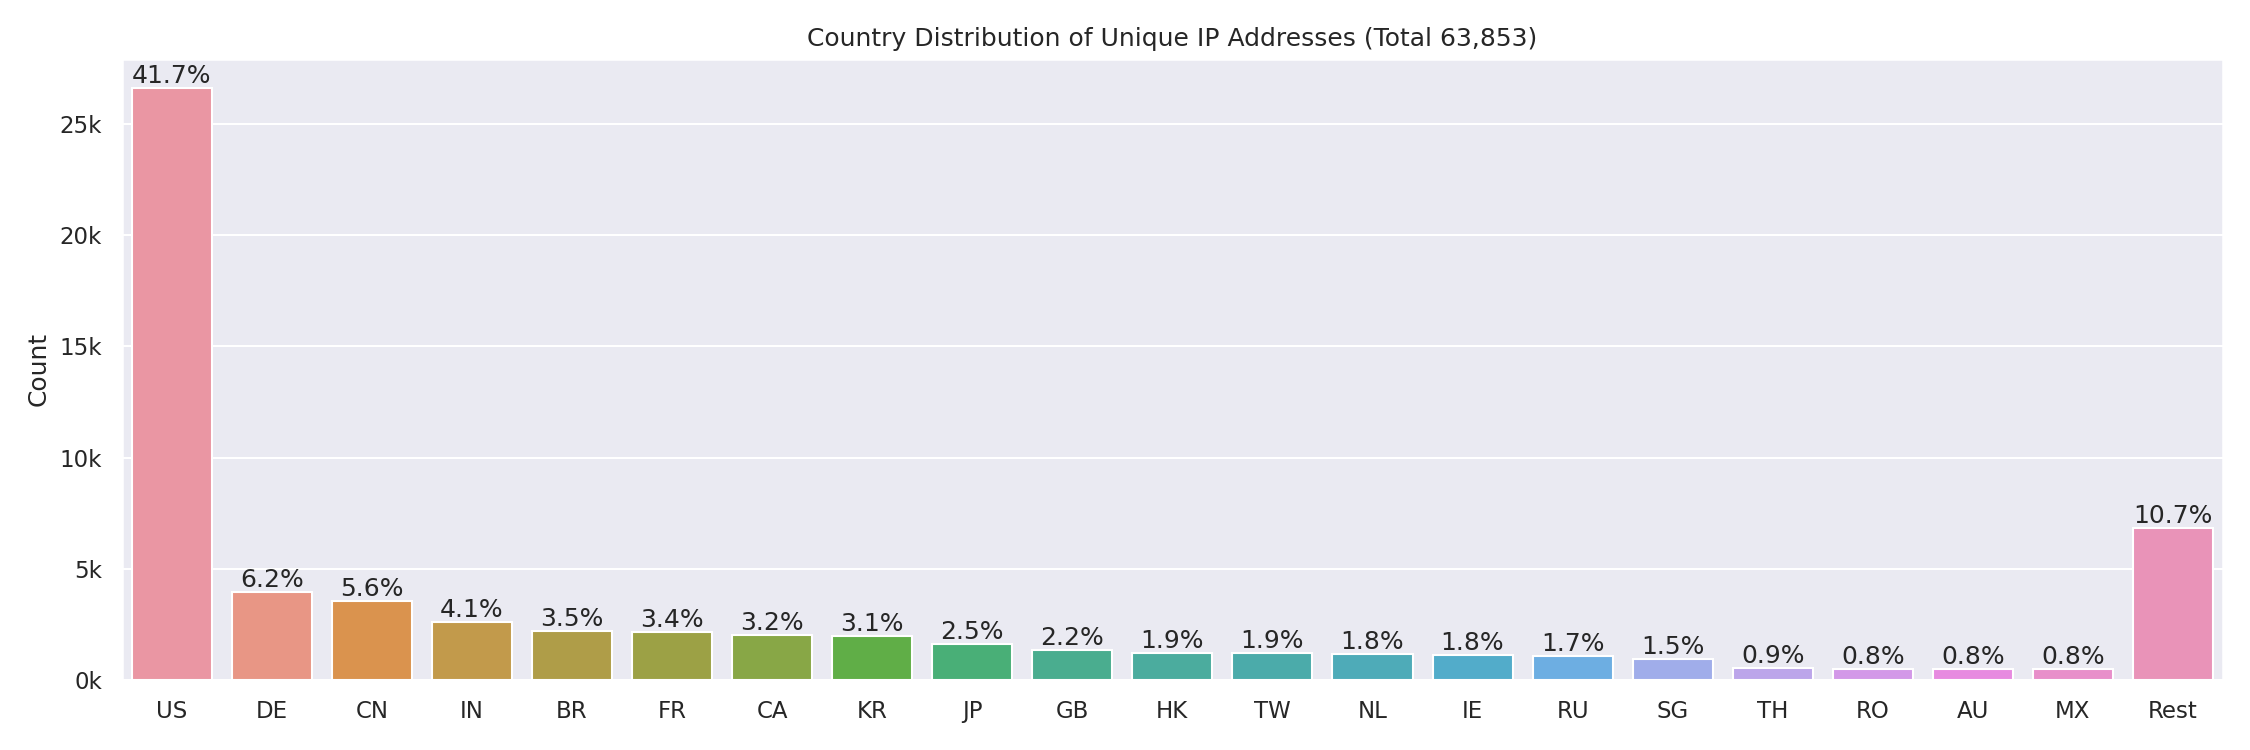 Country Distribution of Unique IP Addresses (Total 63,853)
Count
25k
20k
15k
10k
5k
0k
41.7%
6.2%
5.6%
4.1%
3.5%
3.4%
3.2%
3.1%
2.5%
2.2%
1.9%
1.9%
1.8%
1.8%
1.7%
1.5%
0.9%
0.8%
0.8%
0.8%
10.7%
US DE CN IN BR FR CA KR JP GB HK TW NL IE RU SG TH RO AU MX Rest